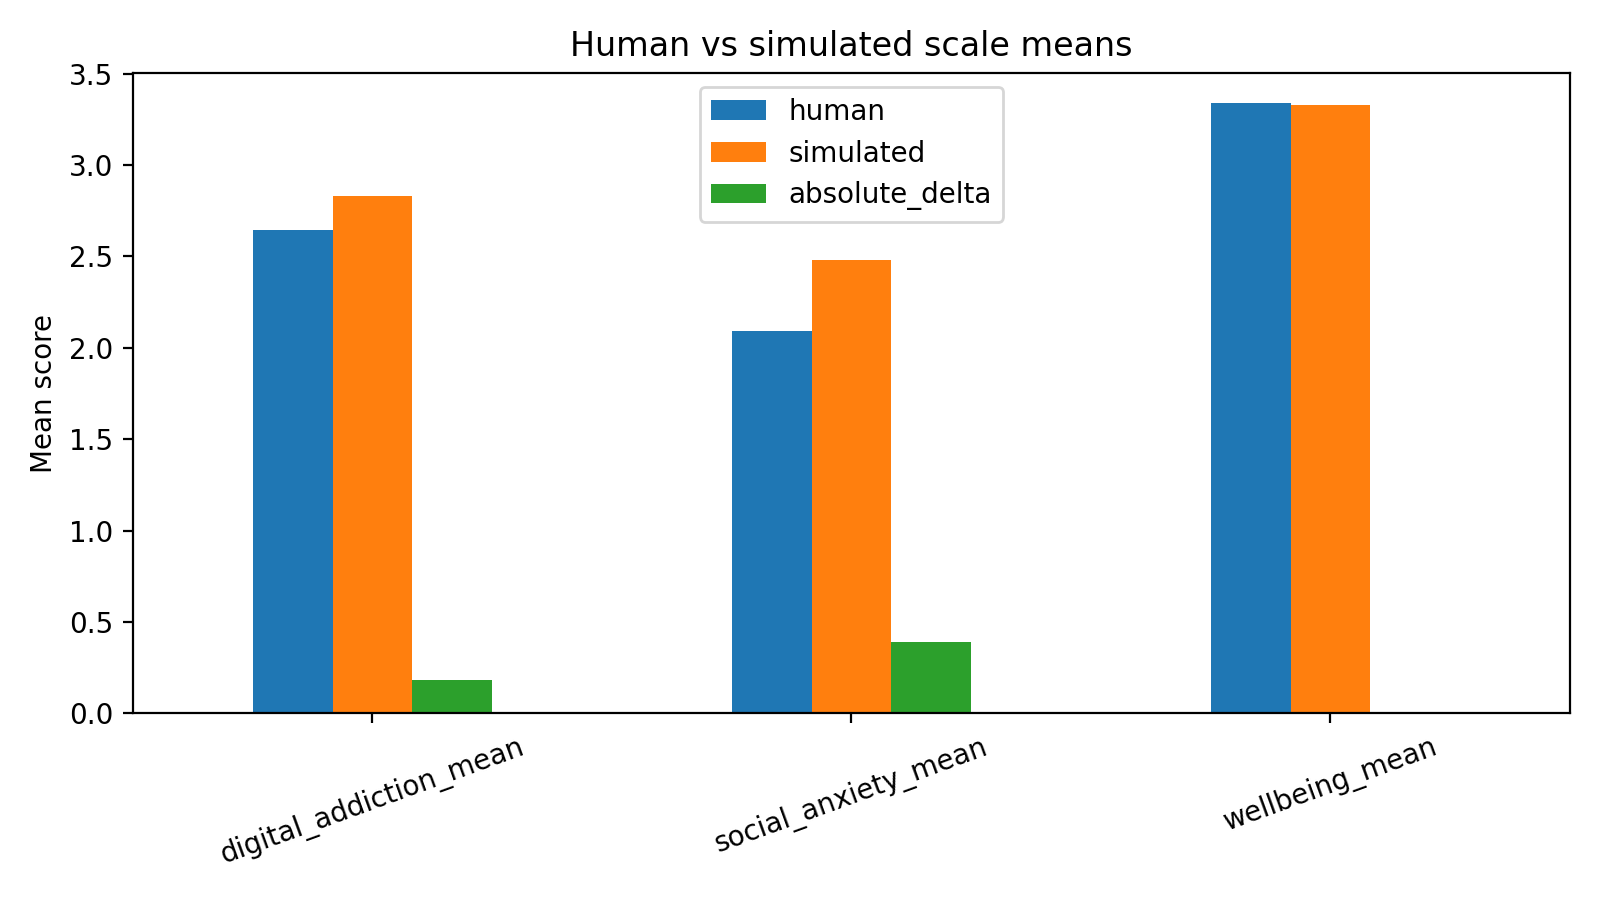 Human vs simulated scale means
3.5
3.0
2.5
2.0
1.5
1.0
0.5
0.0
Mean score
human
simulated
absolute_delta
digital_addiction_mean
social_anxiety_mean
wellbeing_mean